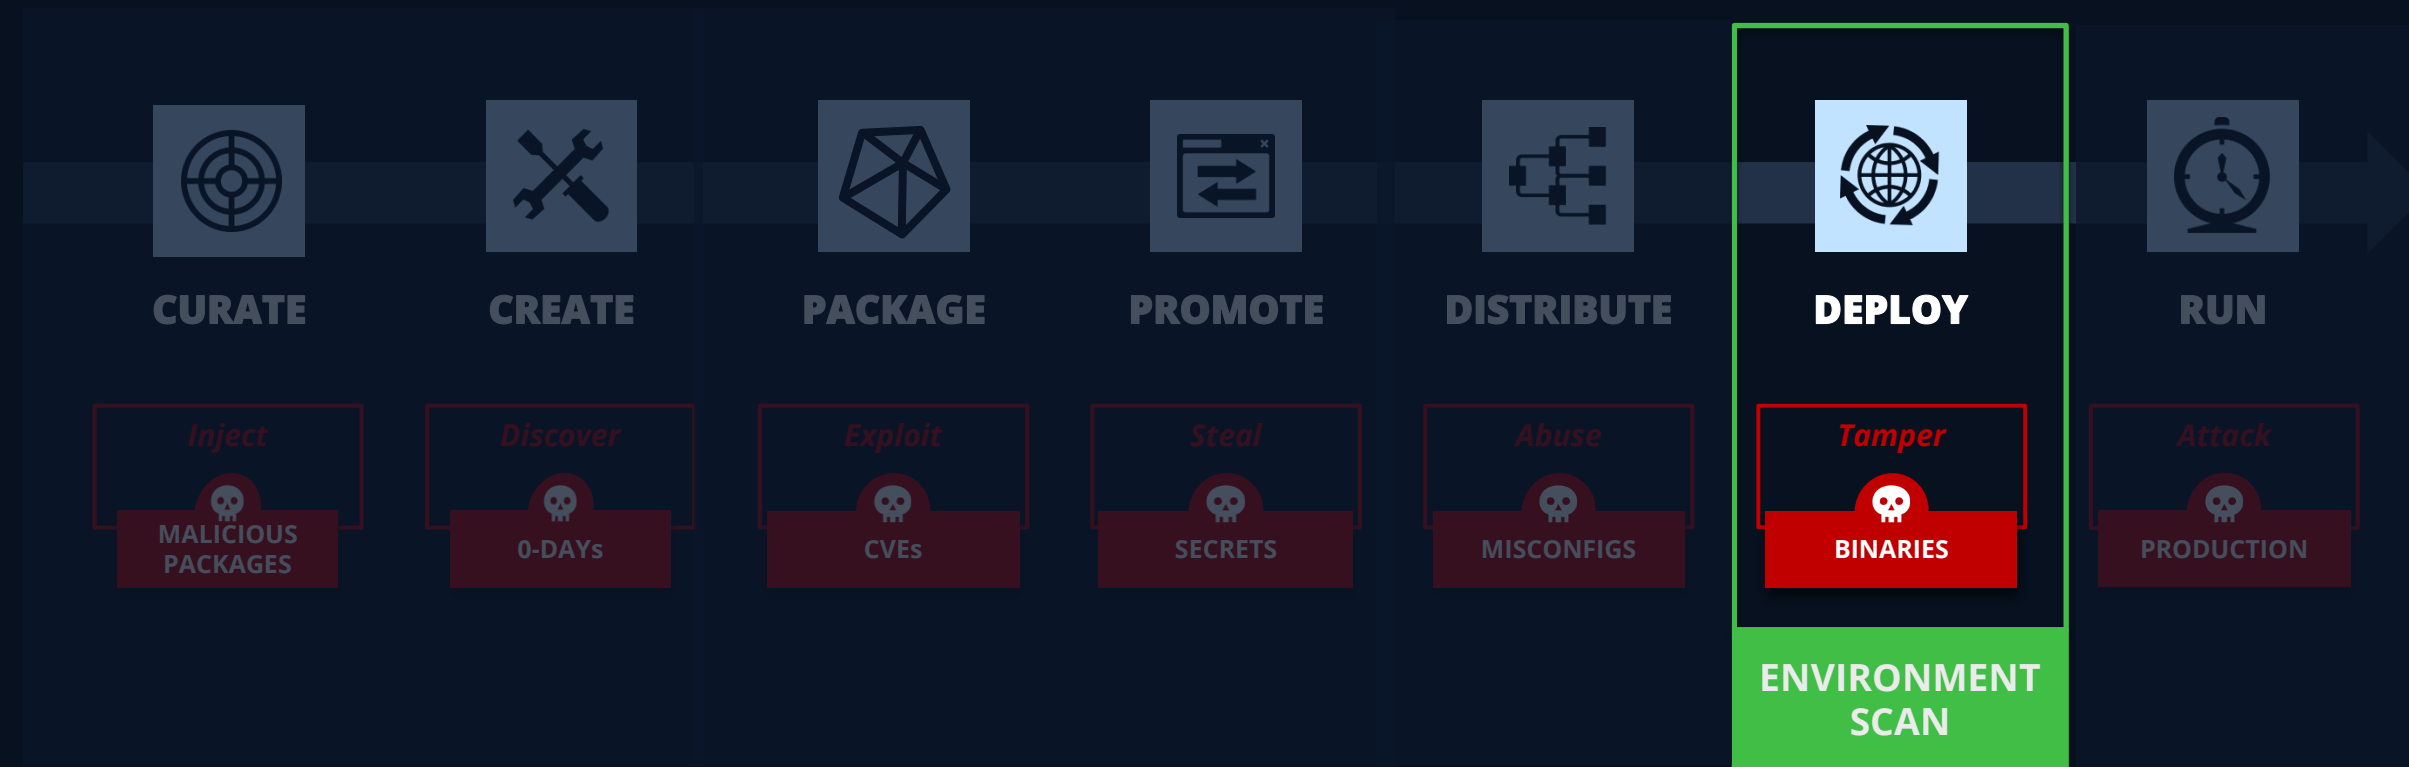 CURATE
CREATE
PACKAGE
PROMOTE
DISTRIBUTE
DEPLOY
RUN
Inject
Discover
Exploit
Steal
Abuse
Tamper
Attack
MALICIOUS
PACKAGES
0-DAYs
CVEs
SECRETS
MISCONFIGS
BINARIES
PRODUCTION
ENVIRONMENT
SCAN